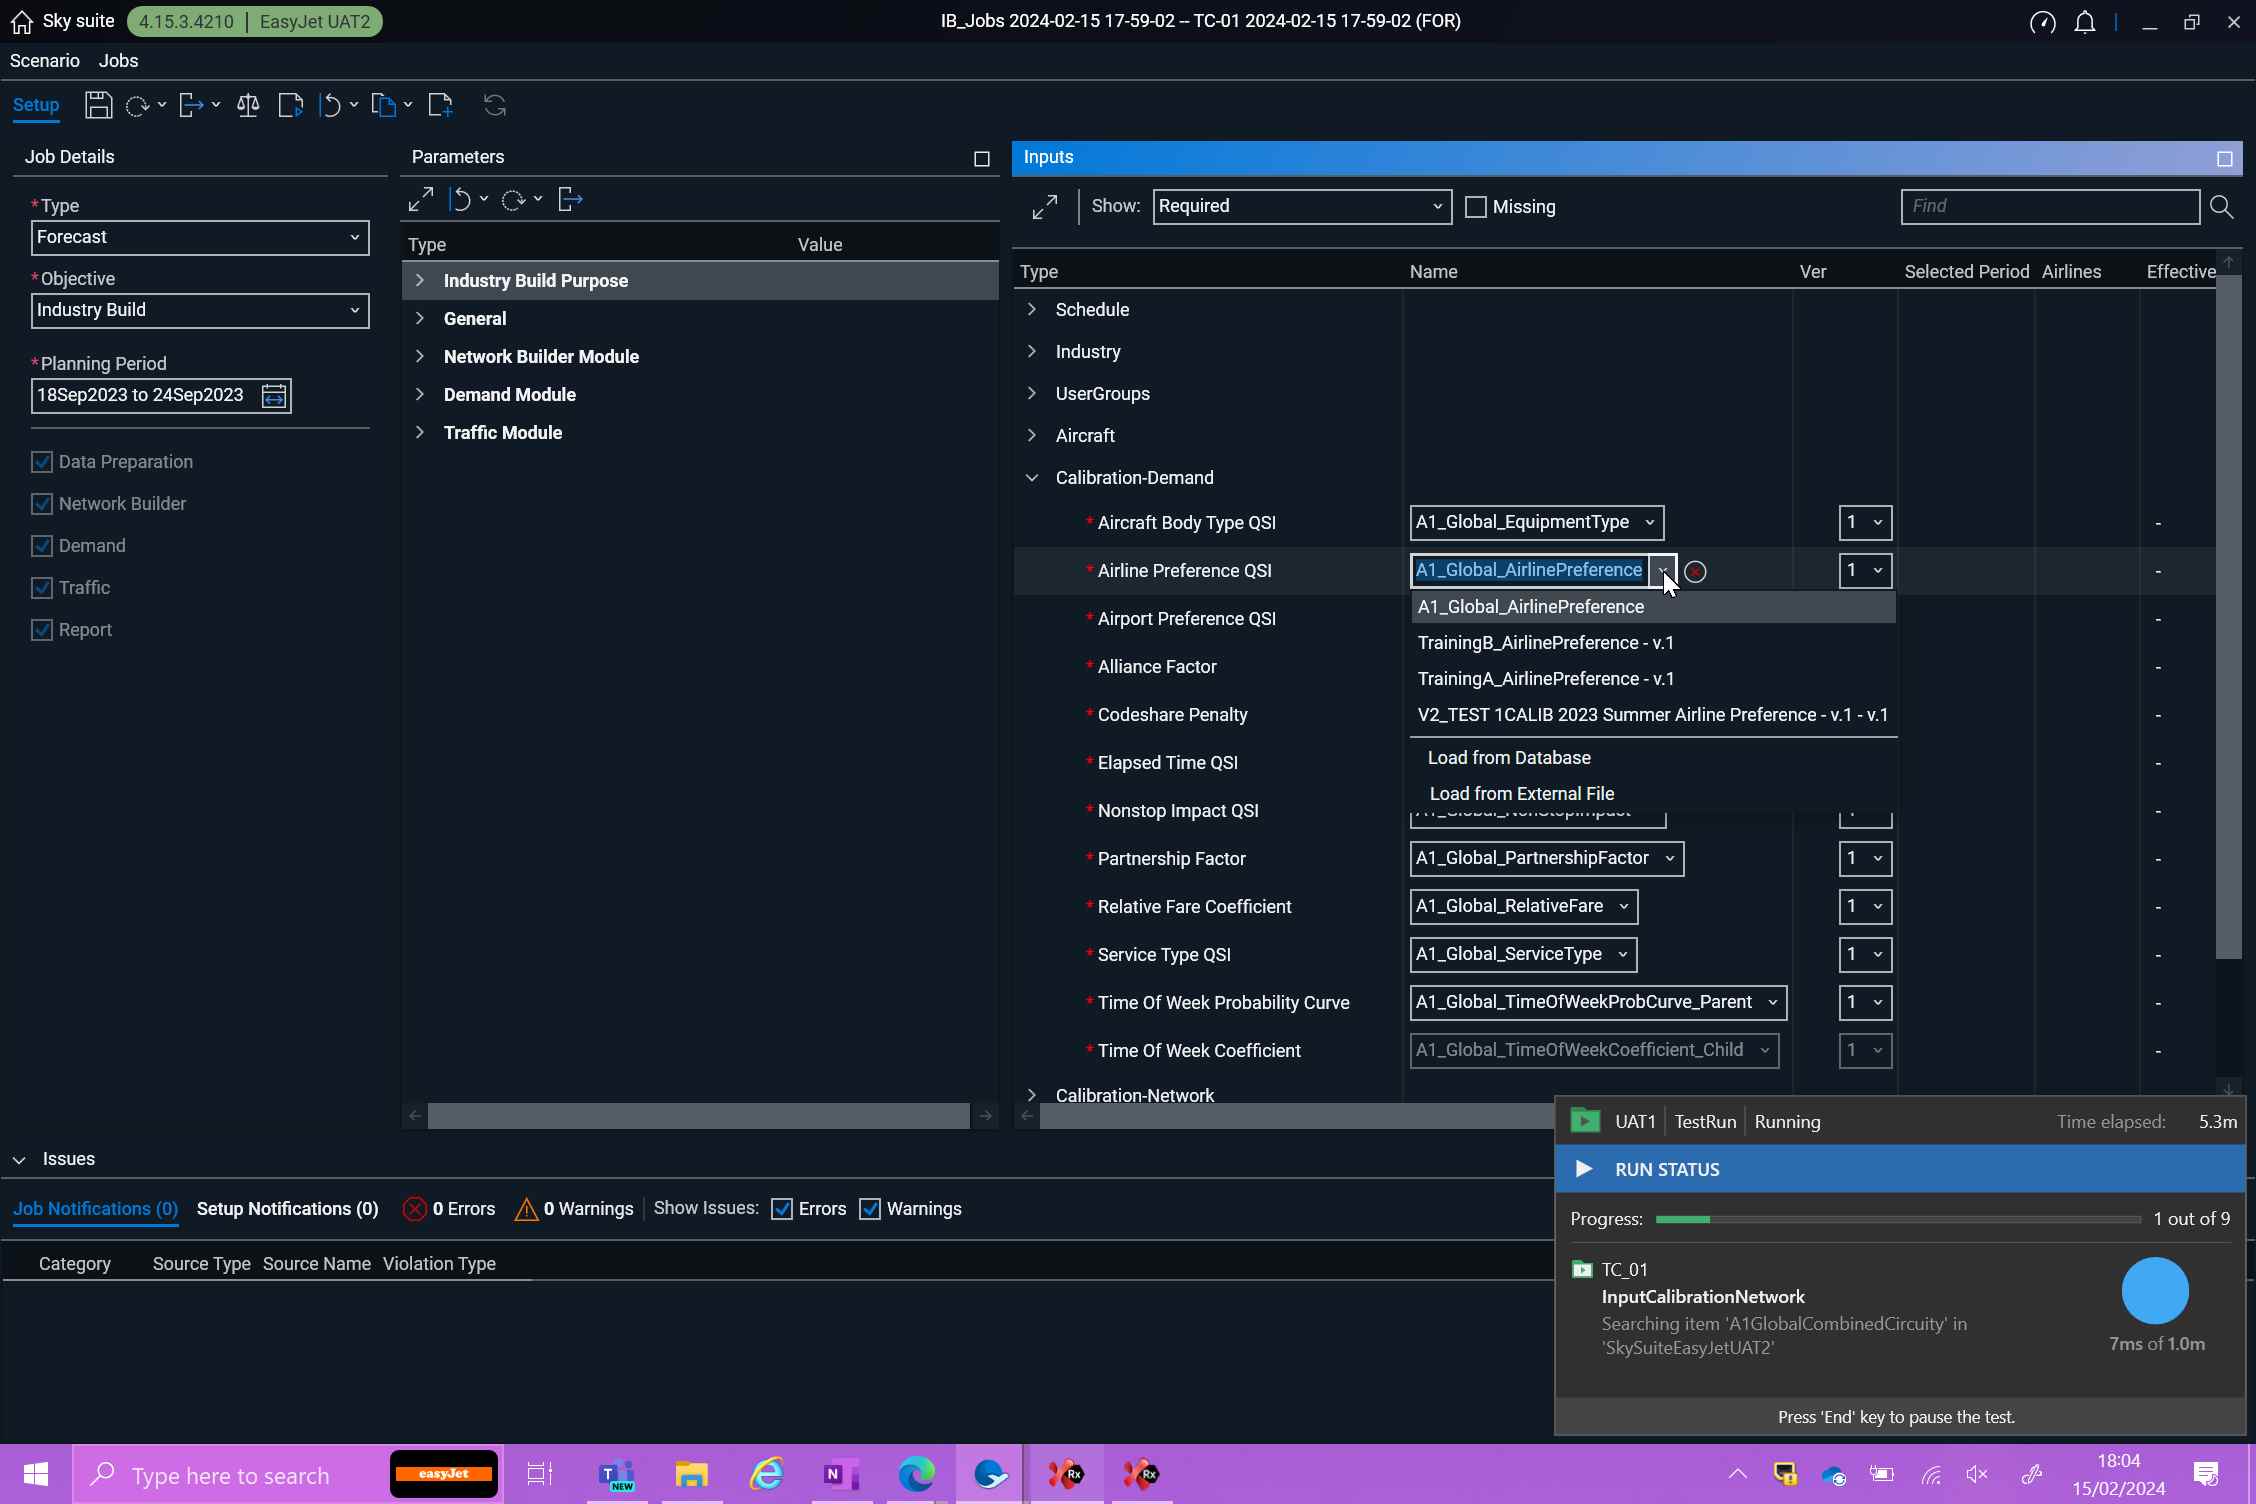 Sky suite
4.15.3.4210 | EasyJet UAT2
IB_Jobs 2024-02-15 17-59-02 -- TC-01 2024-02-15 17-59-02 (FOR)
Scenario Jobs
Setup
Job Details
*Type
Forecast
*Objective
Industry Build
*Planning Period
18Sep2023 to 24Sep2023
Data Preparation
Network Builder
Demand
Traffic
Report
Parameters
Type Value
Industry Build Purpose
General
Network Builder Module
Demand Module
Traffic Module
Inputs
Show: Required Missing Find
Type Name Ver Selected Period Airlines Effective
Schedule
Industry
UserGroups
Aircraft
Calibration-Demand
* Aircraft Body Type QSI A1_Global_EquipmentType 1 -
* Airline Preference QSI A1_Global_AirlinePreference 1 -
A1_Global_AirlinePreference
* Airport Preference QSI -
TrainingB_AirlinePreference - v.1
* Alliance Factor -
TrainingA_AirlinePreference - v.1
* Codeshare Penalty V2_TEST 1CALIB 2023 Summer Airline Preference - v.1 - v.1 -
* Elapsed Time QSI Load from Database -
Load from External File
* Nonstop Impact QSI -
* Partnership Factor A1_Global_PartnershipFactor 1 -
* Relative Fare Coefficient A1_Global_RelativeFare 1 -
* Service Type QSI A1_Global_ServiceType 1 -
* Time Of Week Probability Curve A1_Global_TimeOfWeekProbCurve_Parent 1 -
* Time Of Week Coefficient A1_Global_TimeOfWeekCoefficient_Child 1 -
Calibration-Network
Issues
Job Notifications (0) Setup Notifications (0) 0 Errors 0 Warnings Show Issues: Errors Warnings
Category Source Type Source Name Violation Type
UAT1 TestRun Running Time elapsed: 5.3m
RUN STATUS
Progress: 1 out of 9
TC_01
InputCalibrationNetwork
Searching item 'A1GlobalCombinedCircuity' in
'SkySuiteEasyJetUAT2'
7ms of 1.0m
Press 'End' key to pause the test.
Type here to search
easyJet
T
NEW
N
Rx
Rx
18:04
15/02/2024